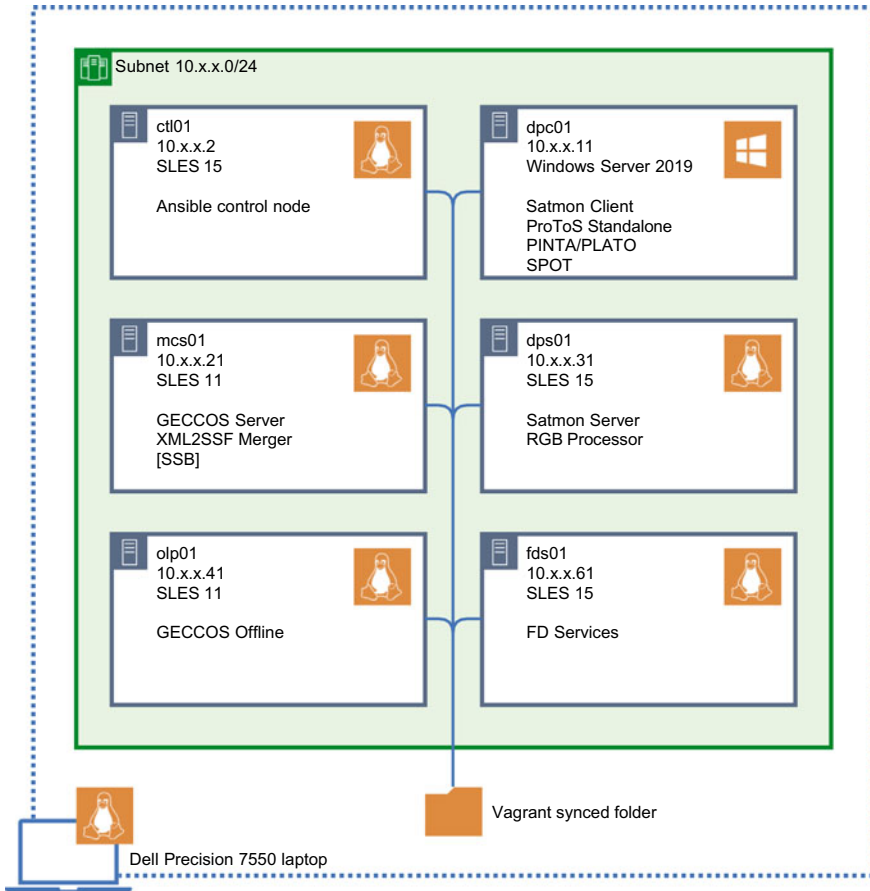 Subnet 10.x.x.0/24
ctl01
10.x.x.2
SLES 15
Ansible control node
dpc01
10.x.x.11
Windows Server 2019
Satmon Client
ProToS Standalone
PINTA/PLATO
SPOT
mcs01
10.x.x.21
SLES 11
GECCOS Server
XML2SSF Merger
[SSB]
dps01
10.x.x.31
SLES 15
Satmon Server
RGB Processor
olp01
10.x.x.41
SLES 11
GECCOS Offline
fds01
10.x.x.61
SLES 15
FD Services
Vagrant synced folder
Dell Precision 7550 laptop